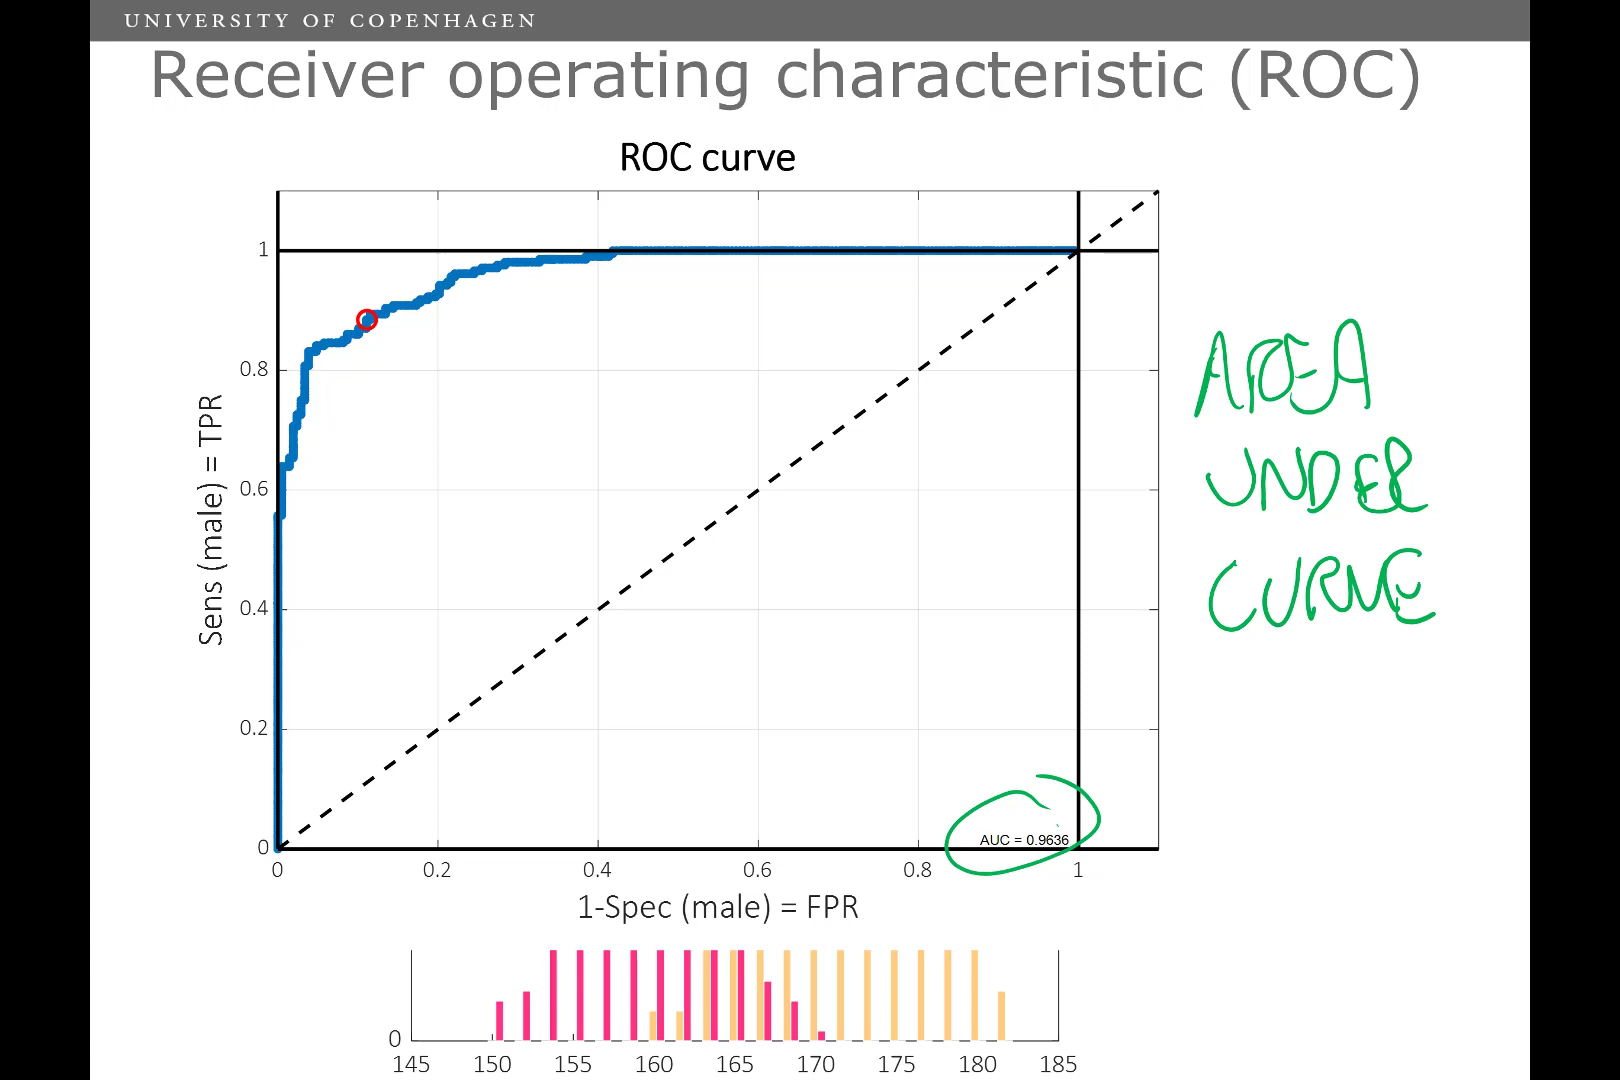 UNIVERSITY OF COPENHAGEN
Receiver operating characteristic (ROC)
ROC curve
1
0.8
0.6
0.4
0.2
0
Sens (male) = TPR
AREA
UNDER
CURVE
AUC = 0.9636
0 0.2 0.4 0.6 0.8 1
1-Spec (male) = FPR
0
145 150 155 160 165 170 175 180 185